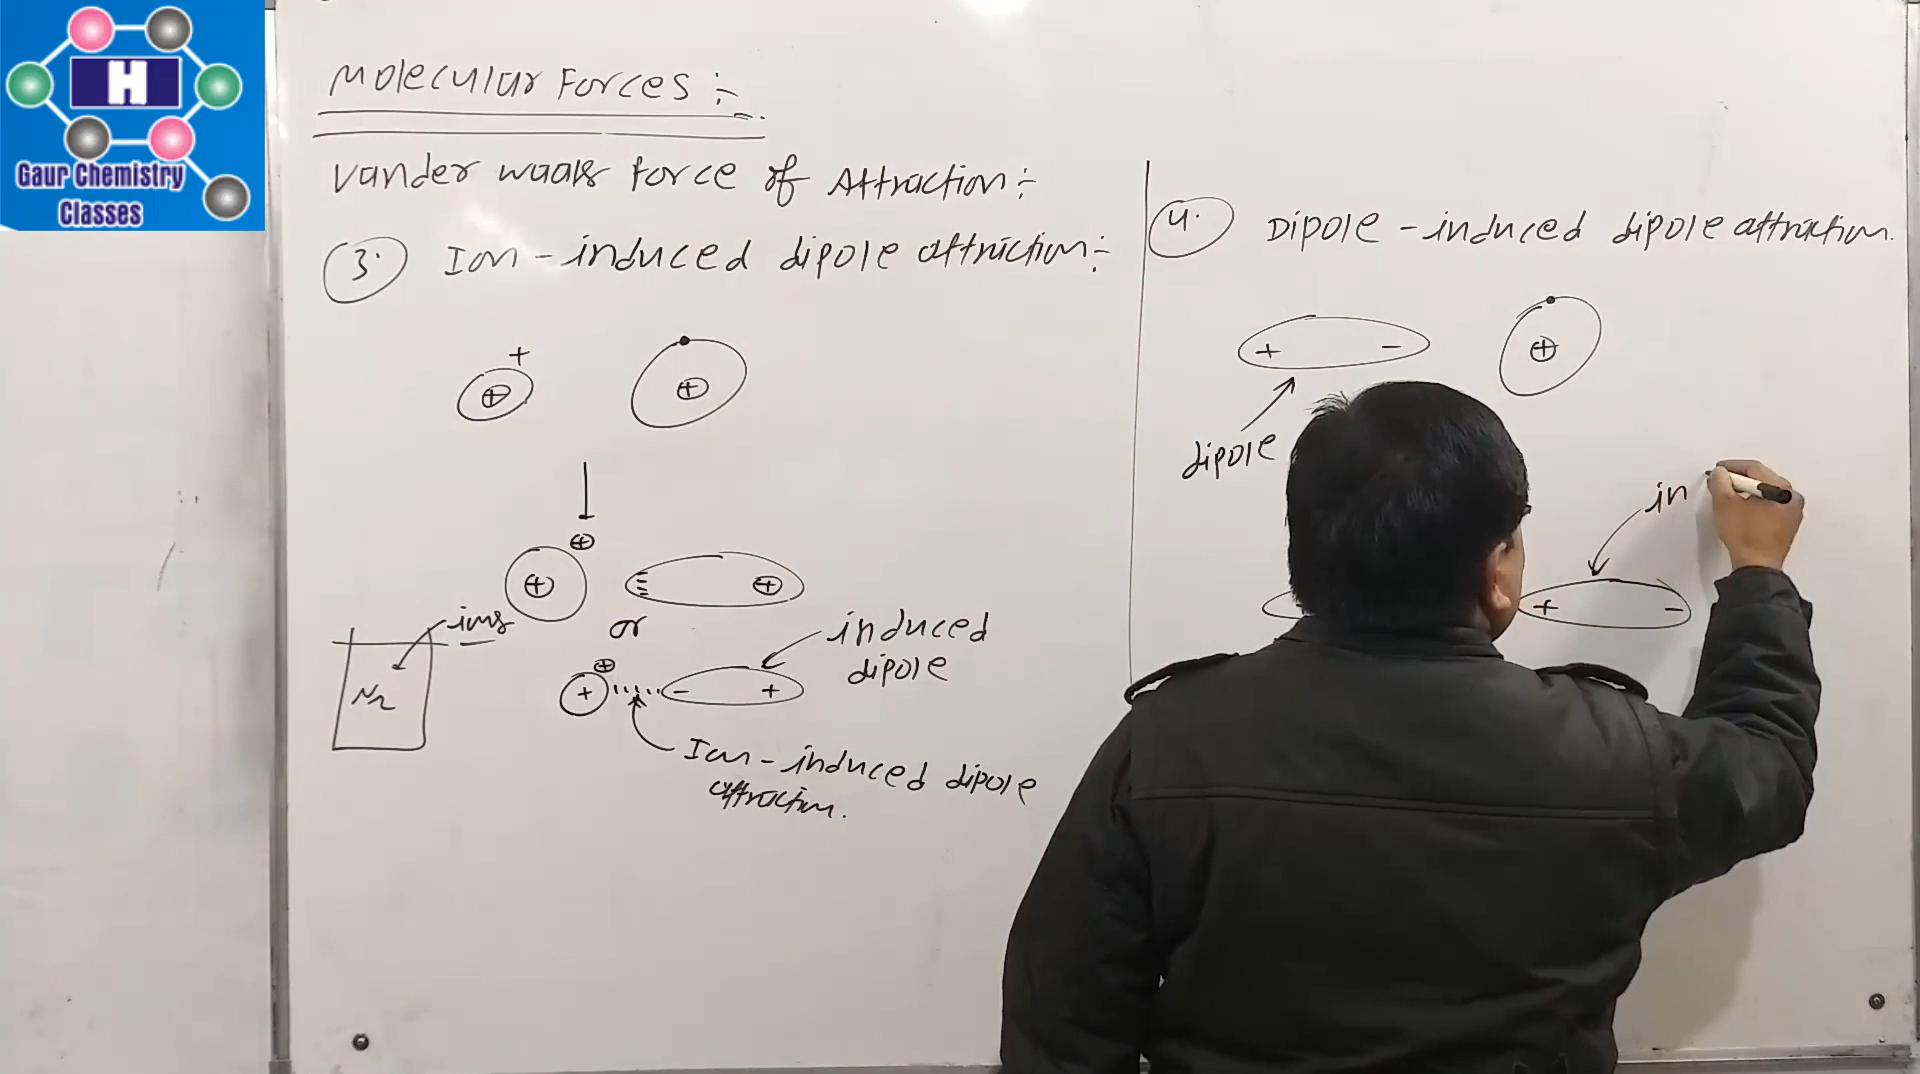 H
Gaur Chemistry
Classes
Molecular Forces :-
Vander waals force of Attraction :-
3. Ion - induced dipole attraction :-
+
+
+
+
+
or
ions
N2
+
+
- +
induced
dipole
Ion - induced dipole
attraction.
4. Dipole - induced dipole attraction.
+ -
+
dipole
in
+ -